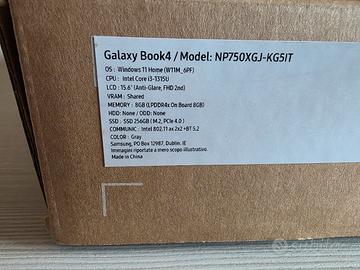 Galaxy Book4 / Model: NP750XGJ-KG5IT
OS : Windows 11 Home (W11M_6PF)
CPU : Intel Core i3-1315U
LCD : 15.6' (Anti-Glare, FHD 2nd)
VRAM : Shared
MEMORY : 8GB (LPDDR4x On Board 8GB)
HDD: None / ODD: None
SSD : SSD 256GB ( M.2, PCIe 4.0 )
COMMUNIC : Intel 802.11 ax 2x2 +BT 5.2
COLOR : Gray
Samsung, PO BOX 12987, Dublin. IE
Immagini riportate a mero scopo illustrativo.
Made in China
subito